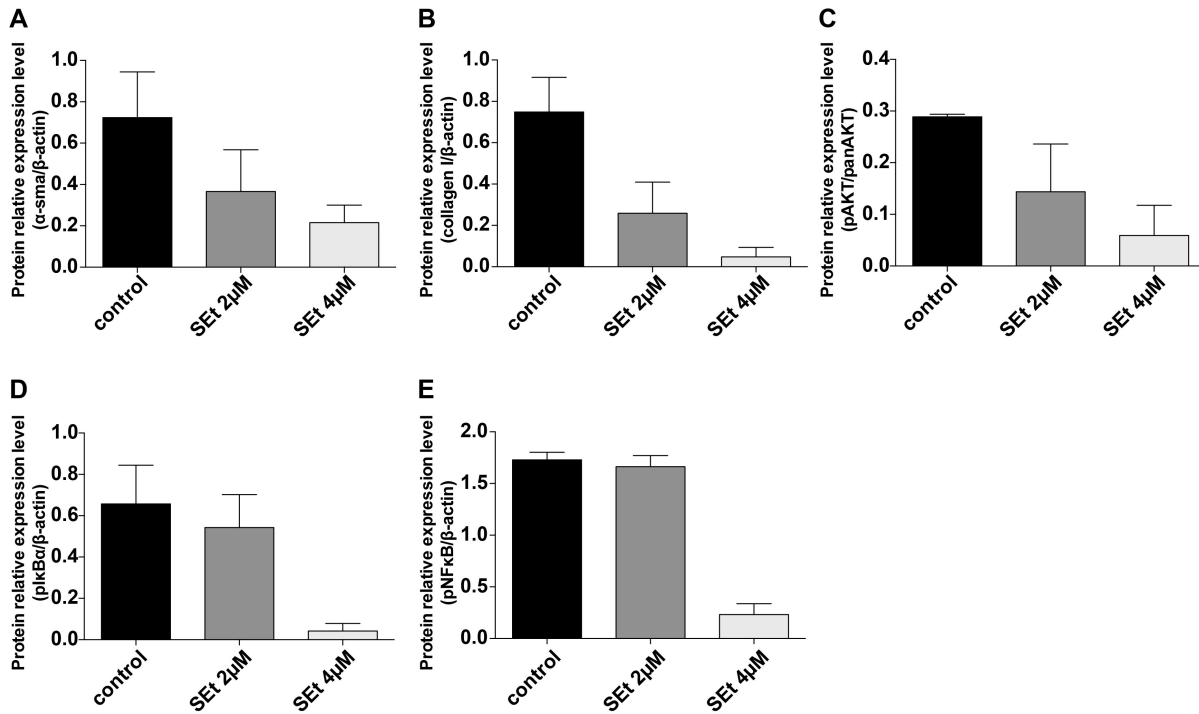 A
Protein relative expression level
(α-sma/β-actin)
1.0
0.8
0.6
0.4
0.2
0.0
control
SEt 2μM
SEt 4μM
B
Protein relative expression level
(collagen I/β-actin)
1.0
0.8
0.6
0.4
0.2
0.0
control
SEt 2μM
SEt 4μM
C
Protein relative expression level
(pAKT/panAKT)
0.4
0.3
0.2
0.1
0.0
control
SEt 2μM
SEt 4μM
D
Protein relative expression level
(pIκBα/β-actin)
1.0
0.8
0.6
0.4
0.2
0.0
control
SEt 2μM
SEt 4μM
E
Protein relative expression level
(pNFκB/β-actin)
2.0
1.5
1.0
0.5
0.0
control
SEt 2μM
SEt 4μM